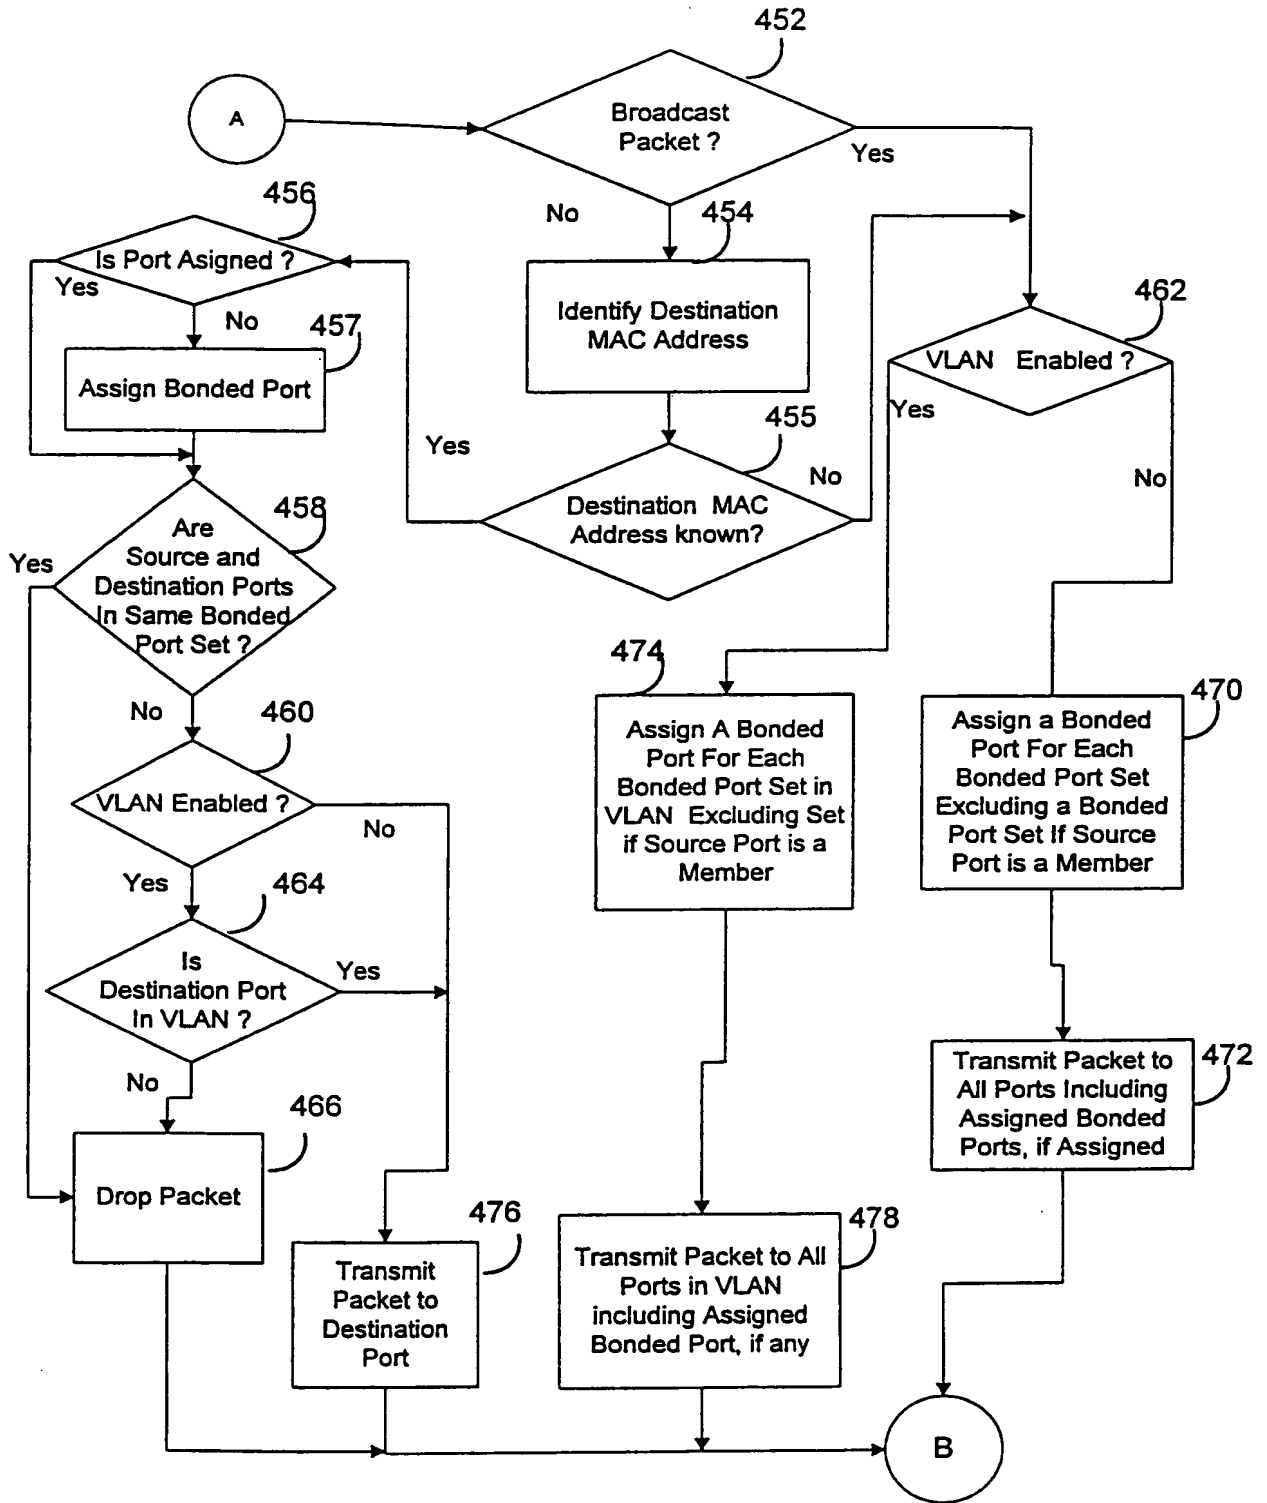 452
A
Broadcast
Packet ?
Yes
No
454
456
Is Port Asigned ?
Yes
No
457
Assign Bonded Port
Identify Destination
MAC Address
462
VLAN Enabled ?
Yes
No
455
Yes
No
Destination MAC
Address known?
458
Yes
Are
Source and
Destination Ports
In Same Bonded
Port Set ?
No
460
VLAN Enabled ?
No
Yes
464
Is
Destination Port
In VLAN ?
Yes
No
466
Drop Packet
474
Assign A Bonded
Port For Each
Bonded Port Set in
VLAN Excluding Set
if Source Port is a
Member
470
Assign a Bonded
Port For Each
Bonded Port Set
Excluding a Bonded
Port Set If Source
Port is a Member
472
Transmit Packet to
All Ports Including
Assigned Bonded
Ports, if Assigned
476
Transmit
Packet to
Destination
Port
478
Transmit Packet to All
Ports in VLAN
including Assigned
Bonded Port, if any
B